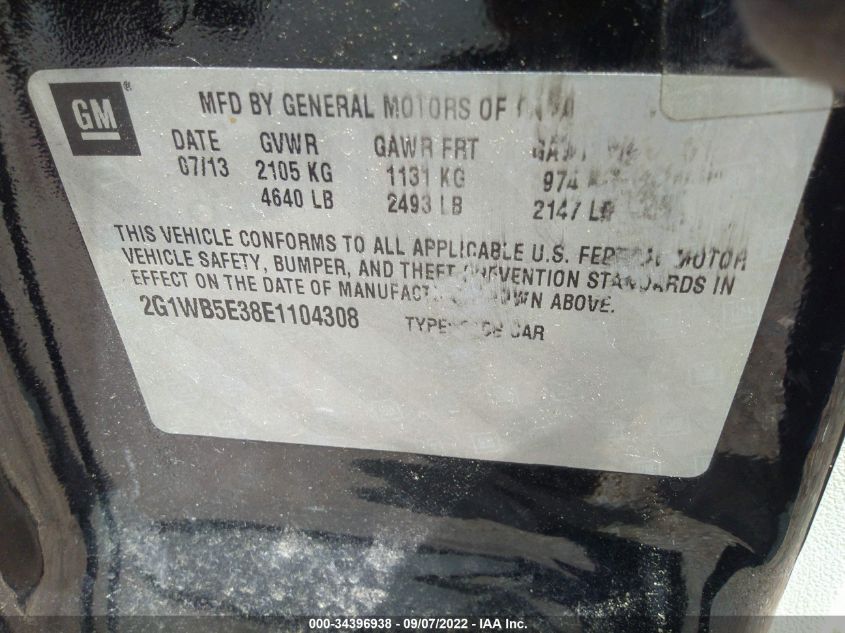 GM
MFD BY GENERAL MOTORS OF
DATE GVWR GAWR FRT
07/13 2105 KG 1131 KG 974
4640 LB 2493 LB 2147 LB
THIS VEHICLE CONFORMS TO ALL APPLICABLE U.S. FEDERAL MOTOR
VEHICLE SAFETY, BUMPER, AND THEFT PREVENTION STANDARDS IN
EFFECT ON THE DATE OF MANUFACTURE SHOWN ABOVE.
2G1WB5E38E1104308 TYPE: CAR
000-34396938 - 09/07/2022 - IAA Inc.